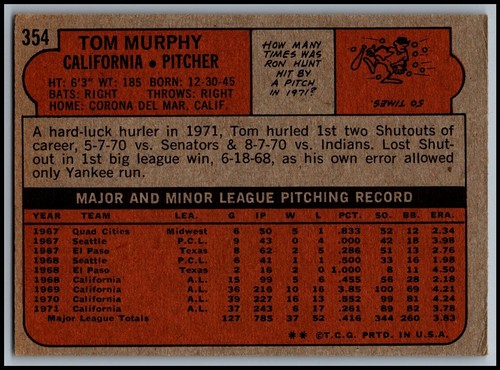 354
TOM MURPHY
CALIFORNIA • PITCHER
HT: 6'3" WT: 185 BORN: 12-30-45
BATS: RIGHT THROWS: RIGHT
HOME: CORONA DEL MAR, CALIF.
HOW MANY
TIMES WAS
RON HUNT
HIT BY
A PITCH
IN 1971?
50 TIMES
A hard-luck hurler in 1971, Tom hurled 1st two Shutouts of
career, 5-7-70 vs. Senators & 8-7-70 vs. Indians. Lost Shut-
out in 1st big league win, 6-18-68, as his own error allowed
only Yankee run.
MAJOR AND MINOR LEAGUE PITCHING RECORD
YEAR TEAM LEA. G IP W L PCT. SO. BB. ERA.
1967 Quad Cities Midwest 6 50 5 1 .833 52 12 2.34
1967 Seattle P.C.L. 9 43 0 4 .000 42 18 3.98
1967 El Paso Texas 8 62 2 5 .286 51 13 2.76
1968 Seattle P.C.L. 6 41 1 1 .500 33 16 1.98
1968 El Paso Texas 2 16 2 0 1.000 8 11 4.50
1968 California A.L. 15 99 5 6 .455 56 28 2.18
1969 California A.L. 36 216 10 16 .385 100 69 4.21
1970 California A.L. 39 227 16 13 .552 99 81 4.24
1971 California A.L. 37 243 6 17 .261 89 82 3.78
Major League Totals 127 785 37 52 .416 344 260 3.83
** ©T.C.G. PRTD. IN U.S.A.